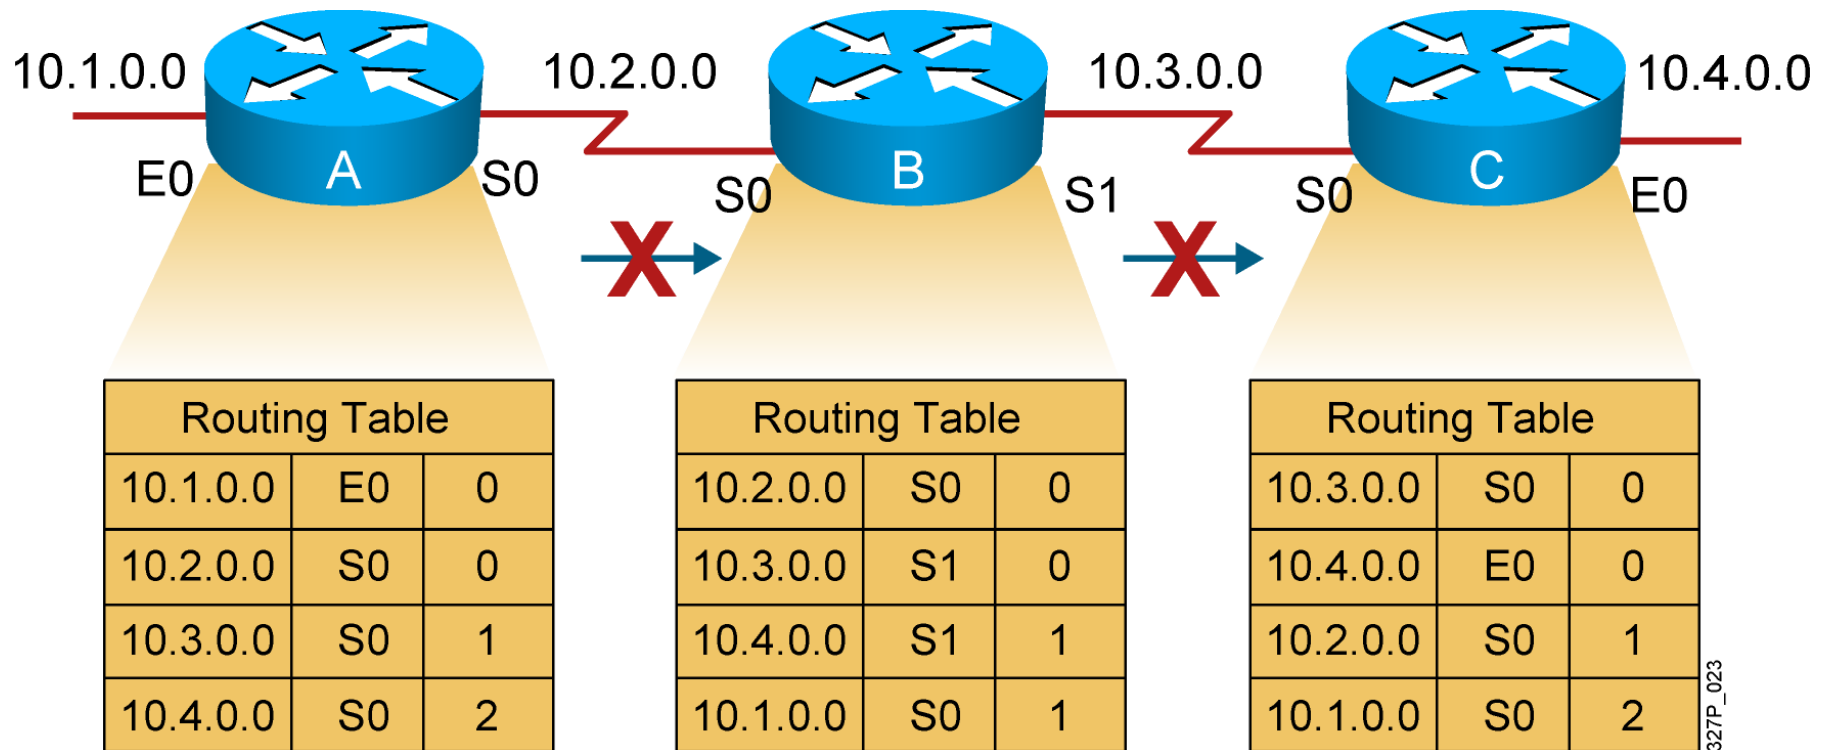 10.1.0.0
10.2.0.0
10.3.0.0
10.4.0.0
A
B
C
E0
S0
S0
S1
S0
E0
X
X
Routing Table
10.1.0.0 E0 0
10.2.0.0 S0 0
10.3.0.0 S0 1
10.4.0.0 S0 2
Routing Table
10.2.0.0 S0 0
10.3.0.0 S1 0
10.4.0.0 S1 1
10.1.0.0 S0 1
Routing Table
10.3.0.0 S0 0
10.4.0.0 E0 0
10.2.0.0 S0 1
10.1.0.0 S0 2
327P_023